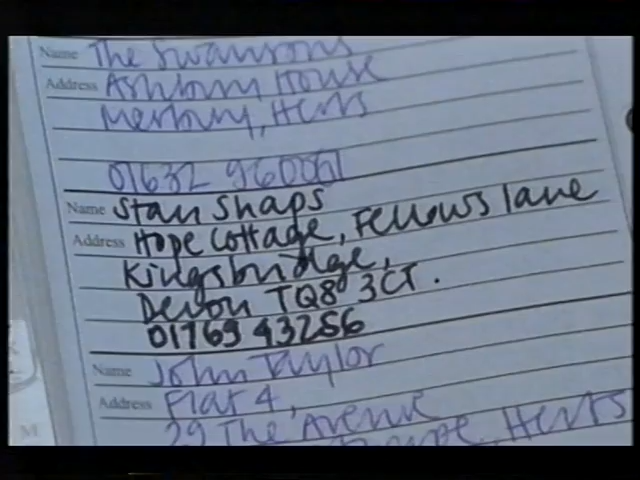 Name The Swansons
Address Ashbury House
Merbury, Herts
01632 960061
Name Stan Shaps
Address Hope Cottage, Fellows lane
Kingsbridge,
Devon TQ8 3CT.
01769 43256
Name John Taylor
Address Flat 4,
29 The Avenue
Herts
M